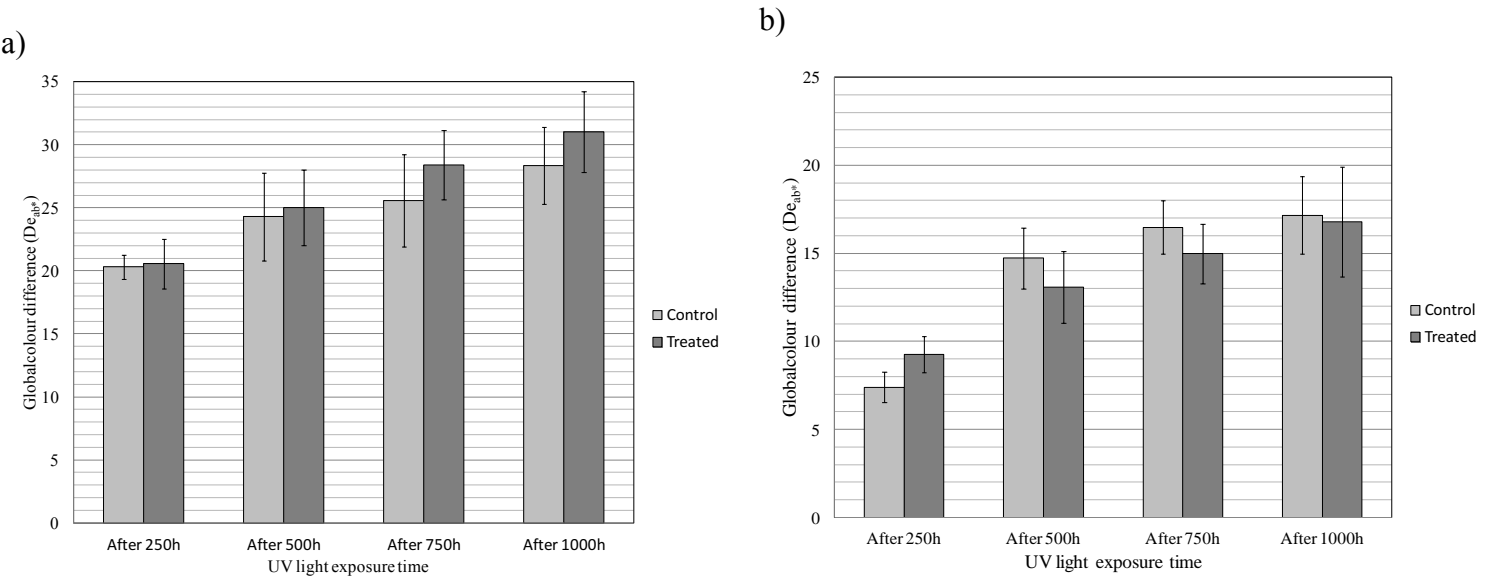 a)
35
30
25
20
15
10
5
0
Globalcolour difference (De_ab*)
After 250h After 500h After 750h After 1000h
UV light exposure time
Control
Treated
b)
25
20
15
10
5
0
Globalcolour difference (De_ab*)
After 250h After 500h After 750h After 1000h
UV light exposure time
Control
Treated